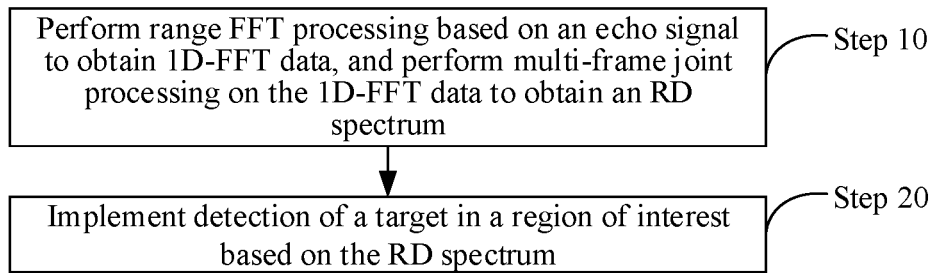 Perform range FFT processing based on an echo signal
to obtain 1D-FFT data, and perform multi-frame joint
processing on the 1D-FFT data to obtain an RD
spectrum
Step 10
Implement detection of a target in a region of interest
based on the RD spectrum
Step 20